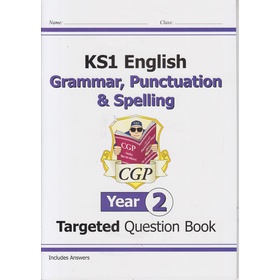 Name:
Class:
KS1 English
Grammar, Punctuation
& Spelling
CGP
CGP
Year 2
Targeted Question Book
Includes Answers